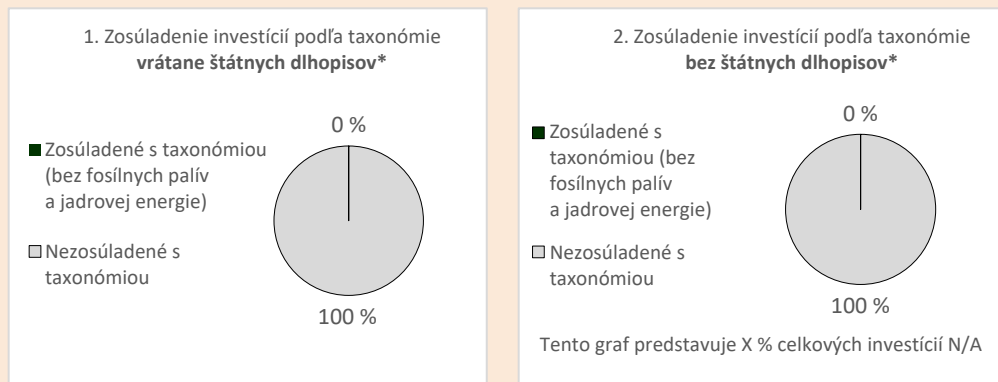 1. Zosúladenie investícií podľa taxonómie
vrátane štátnych dlhopisov*
0 %
Zosúladené s taxonómiou
(bez fosílnych palív
a jadrovej energie)
Nezosúladené s
taxonómiou
100 %
2. Zosúladenie investícií podľa taxonómie
bez štátnych dlhopisov*
0 %
Zosúladené s
taxonómiou (bez
fosílnych palív
a jadrovej energie)
Nezosúladené s
taxonómiou
100 %
Tento graf predstavuje X % celkových investícií N/A